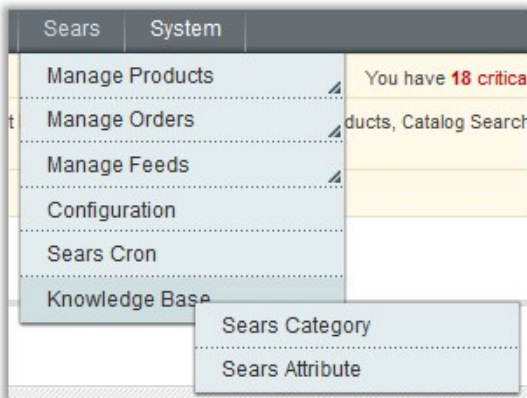 Sears System
Manage Products
You have 18 critica
Manage Orders
ducts, Catalog Search
Manage Feeds
Configuration
Sears Cron
Knowledge Base
Sears Category
Sears Attribute